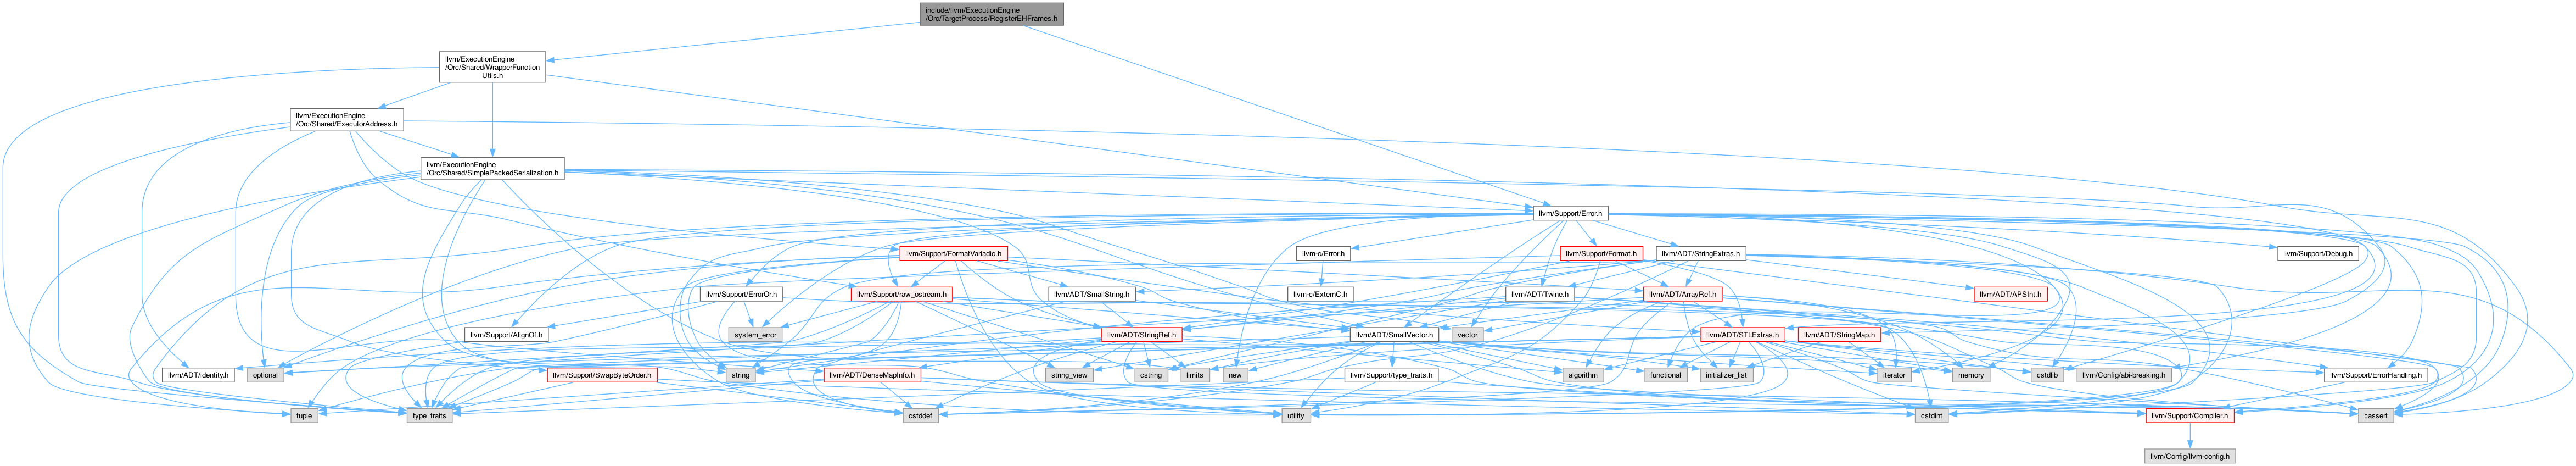 include/llvm/ExecutionEngine
/Orc/TargetProcess/RegisterEHFrames.h
llvm/ExecutionEngine
/Orc/Shared/WrapperFunction
Utils.h
llvm/ExecutionEngine
/Orc/Shared/ExecutorAddress.h
llvm/ExecutionEngine
/Orc/Shared/SimplePackedSerialization.h
llvm/Support/Error.h
llvm/Support/FormatVariadic.h
llvm-c/Error.h
llvm/Support/Format.h
llvm/ADT/StringExtras.h
llvm/Support/Debug.h
llvm/Support/ErrorOr.h
llvm/Support/raw_ostream.h
llvm/ADT/SmallString.h
llvm-c/ExternC.h
llvm/ADT/Twine.h
llvm/ADT/ArrayRef.h
llvm/ADT/APSInt.h
llvm/Support/AlignOf.h
system_error
llvm/ADT/StringRef.h
llvm/ADT/SmallVector.h
vector
llvm/ADT/STLExtras.h
llvm/ADT/StringMap.h
llvm/ADT/identity.h
optional
llvm/Support/SwapByteOrder.h
string
llvm/ADT/DenseMapInfo.h
string_view
cstring
limits
new
llvm/Support/type_traits.h
algorithm
functional
initializer_list
iterator
memory
cstdlib
llvm/Config/abi-breaking.h
llvm/Support/ErrorHandling.h
tuple
type_traits
cstddef
utility
cstdint
llvm/Support/Compiler.h
cassert
llvm/Config/llvm-config.h